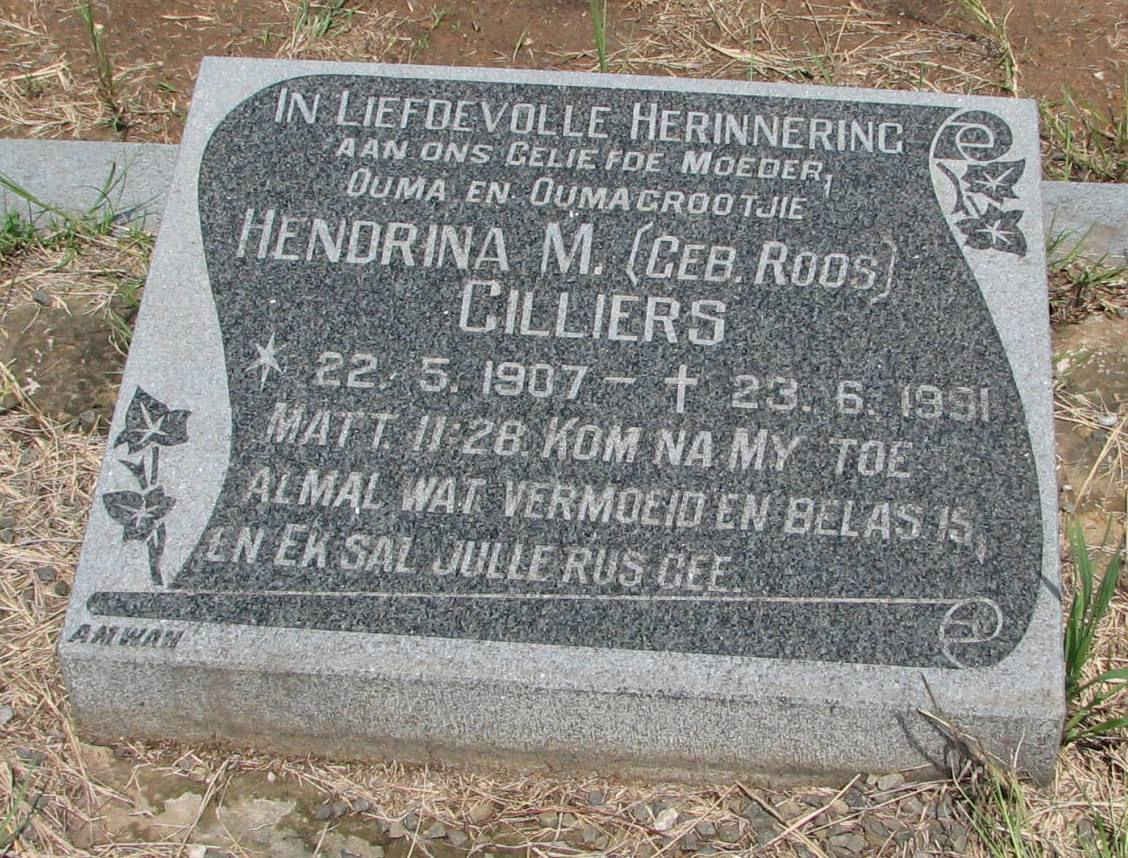 IN LIEFDEVOLLE HERINNERING
AAN ONS GELIEFDE MOEDER,
OUMA EN OUMAGROOTJIE
HENDRINA M. (GEB. ROOS)
CILLIERS
22. 5. 1907 – † 23. 6. 1991
MATT. 11:28. KOM NA MY TOE
ALMAL WAT VERMOEID EN BELAS IS,
EN EK SAL JULLE RUS GEE.
AMWAN